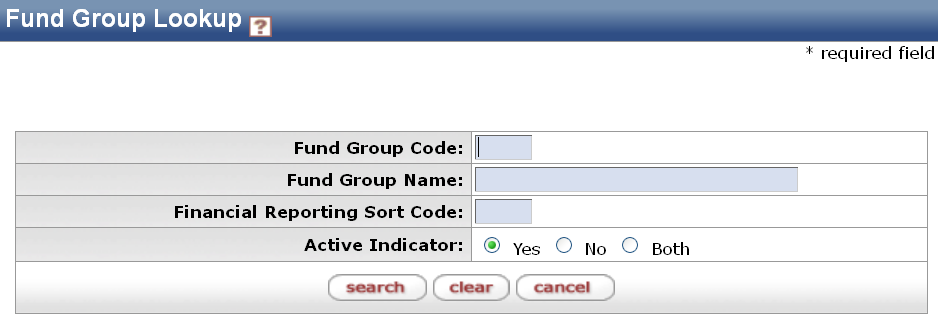 Fund Group Lookup ?
* required field
Fund Group Code:
Fund Group Name:
Financial Reporting Sort Code:
Active Indicator: Yes No Both
search clear cancel